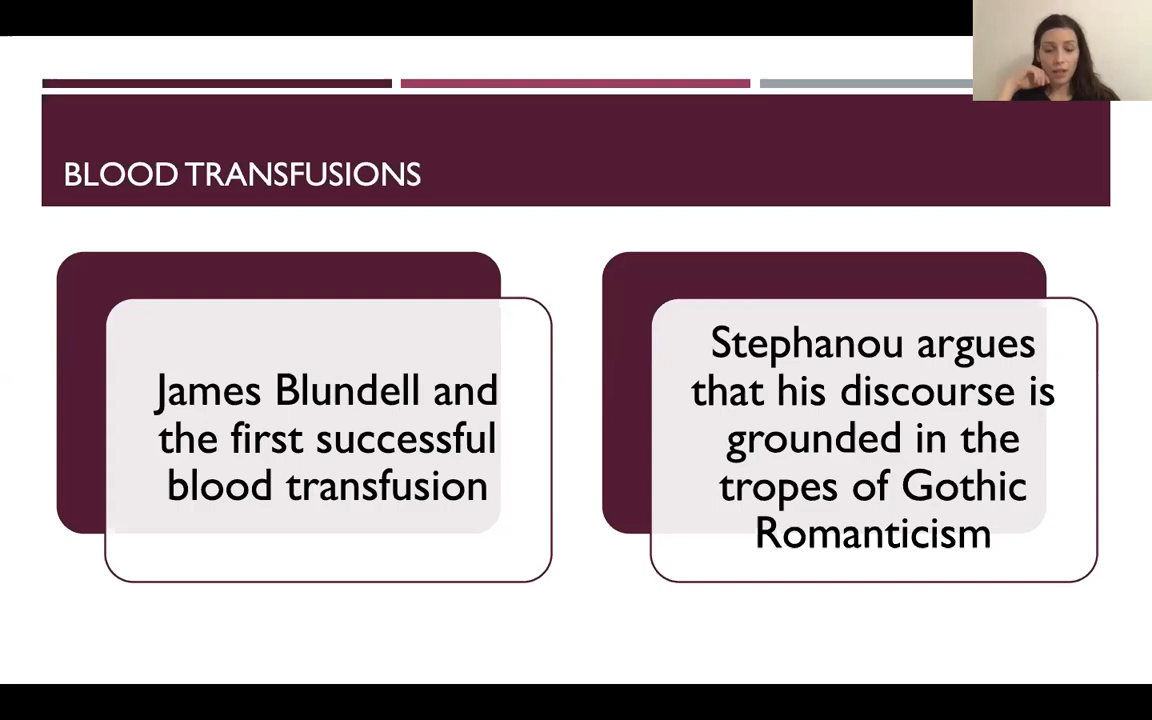 BLOOD TRANSFUSIONS
James Blundell and
the first successful
blood transfusion
Stephanou argues
that his discourse is
grounded in the
tropes of Gothic
Romanticism